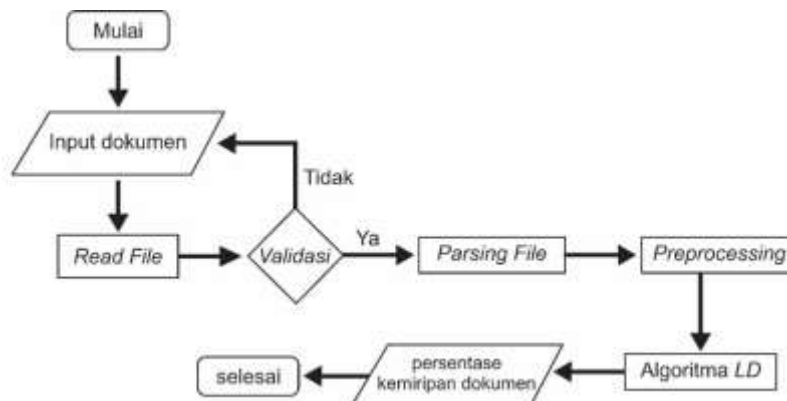 Mulai
Input dokumen
Tidak
Read File
Validasi
Ya
Parsing File
Preprocessing
Algoritma LD
persentase
kemiripan dokumen
selesai